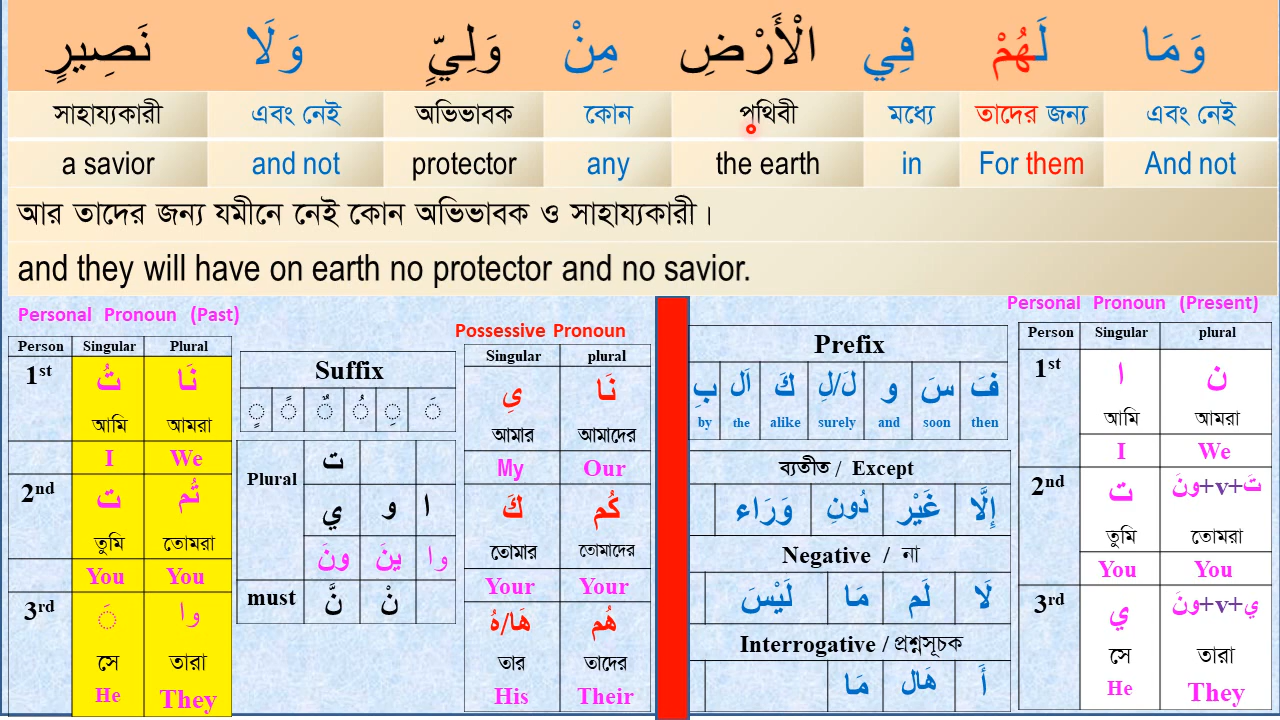 وَمَا لَهُمْ فِي الْأَرْضِ مِنْ وَلِيٍّ وَلَا نَصِيرٍ
সাহায্যকারী এবং নেই অভিভাবক কোন পৃথিবী মধ্যে তাদের জন্য এবং নেই
a savior and not protector any the earth in For them And not
আর তাদের জন্য যমীনে নেই কোন অভিভাবক ও সাহায্যকারী।
and they will have on earth no protector and no savior.
Personal Pronoun (Past)
Person Singular Plural
1st تُ نَا
আমি আমরা
I We
2nd ت تُم
তুমি তোমরা
You You
3rd َ وا
সে তারা
He They
Suffix
ٍ ً ٌ ُ ِ َ
Plural ت
ي و ا
ونَ ينَ وا
must نَّ نْ
Possessive Pronoun
Singular plural
يِ نَا
আমার আমাদের
My Our
كَ كُم
তোমার তোমাদের
Your Your
هَا/هُ هُم
তার তাদের
His Their
Prefix
بِ اَل كَ لَ/لِ و سَ فَ
by the alike surely and soon then
ব্যতীত / Except
وَرَاء دُونِ غَيْر إِلَّا
Negative / না
لَيْسَ مَا لَم لَا
Interrogative / প্রশ্নসূচক
مَا هَال أَ
Personal Pronoun (Present)
Person Singular plural
1st ا ن
আমি আমরা
I We
2nd ت تَ+v+ونَ
তুমি তোমরা
You You
3rd ي ي+v+ونَ
সে তারা
He They